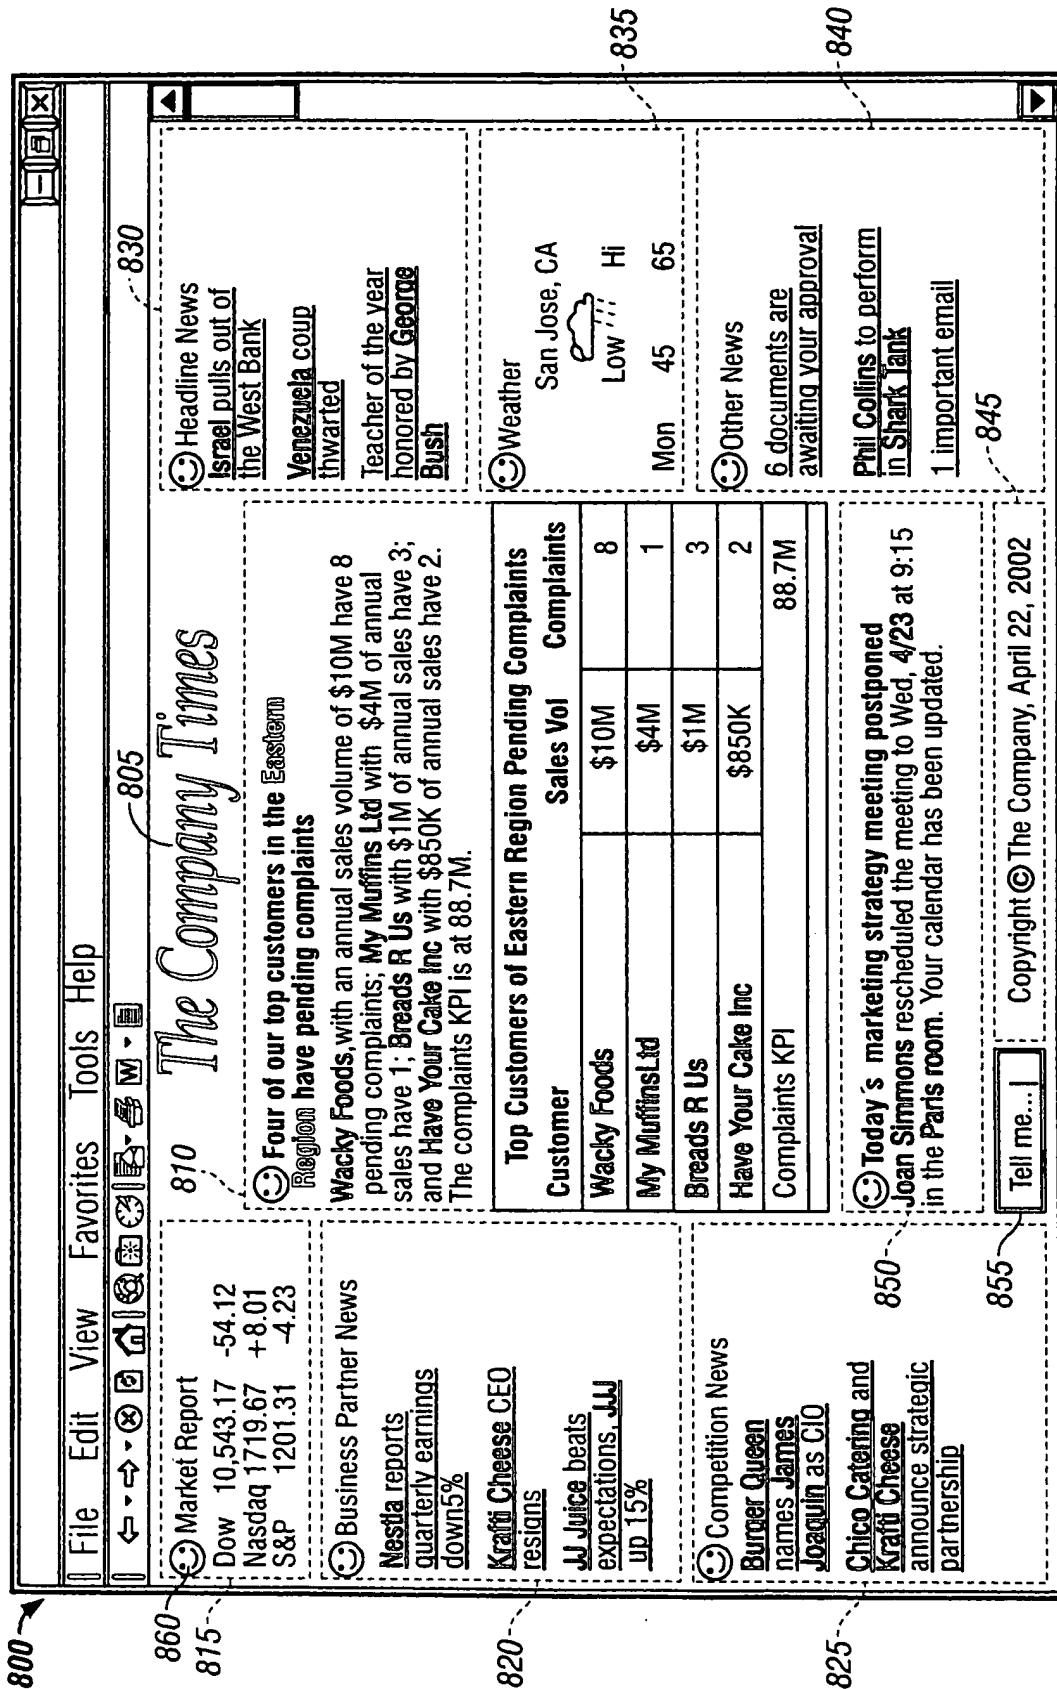 800
File Edit View Favorites Tools Help
W
805
The Company Times
860
815
Market Report
Dow 10,543.17 -54.12
Nasdaq 1719.67 +8.01
S&P 1201.31 -4.23
820
Business Partner News
Nestla reports
quarterly earnings
down5%
Krafti Cheese CEO
resigns
JJ Juice beats
expectations, JJJ
up 15%
825
Competition News
Burger Queen
names James
Joaquin as CIO
Chico Catering and
Krafti Cheese
announce strategic
partnership
810
Four of our top customers in the Eastern
Region have pending complaints
Wacky Foods, with an annual sales volume of $10M have 8
pending complaints; My Muffins Ltd with $4M of annual
sales have 1; Breads R Us with $1M of annual sales have 3;
and Have Your Cake Inc with $850K of annual sales have 2.
The complaints KPI is at 88.7M.
Top Customers of Eastern Region Pending Complaints
Customer Sales Vol Complaints
Wacky Foods $10M 8
My MuffinsLtd $4M 1
Breads R Us $1M 3
Have Your Cake Inc $850K 2
Complaints KPI 88.7M
850
Today´s marketing strategy meeting postponed
Joan Simmons rescheduled the meeting to Wed, 4/23 at 9:15
in the Paris room. Your calendar has been updated.
855
Tell me...|
Copyright © The Company, April 22, 2002
845
830
Headline News
Israel pulls out of
the West Bank
Venezuela coup
thwarted
Teacher of the year
honored by George
Bush
835
Weather
San Jose, CA
Low Hi
Mon 45 65
840
Other News
6 documents are
awaiting your approval
Phil Collins to perform
in Shark Tank
1 important email